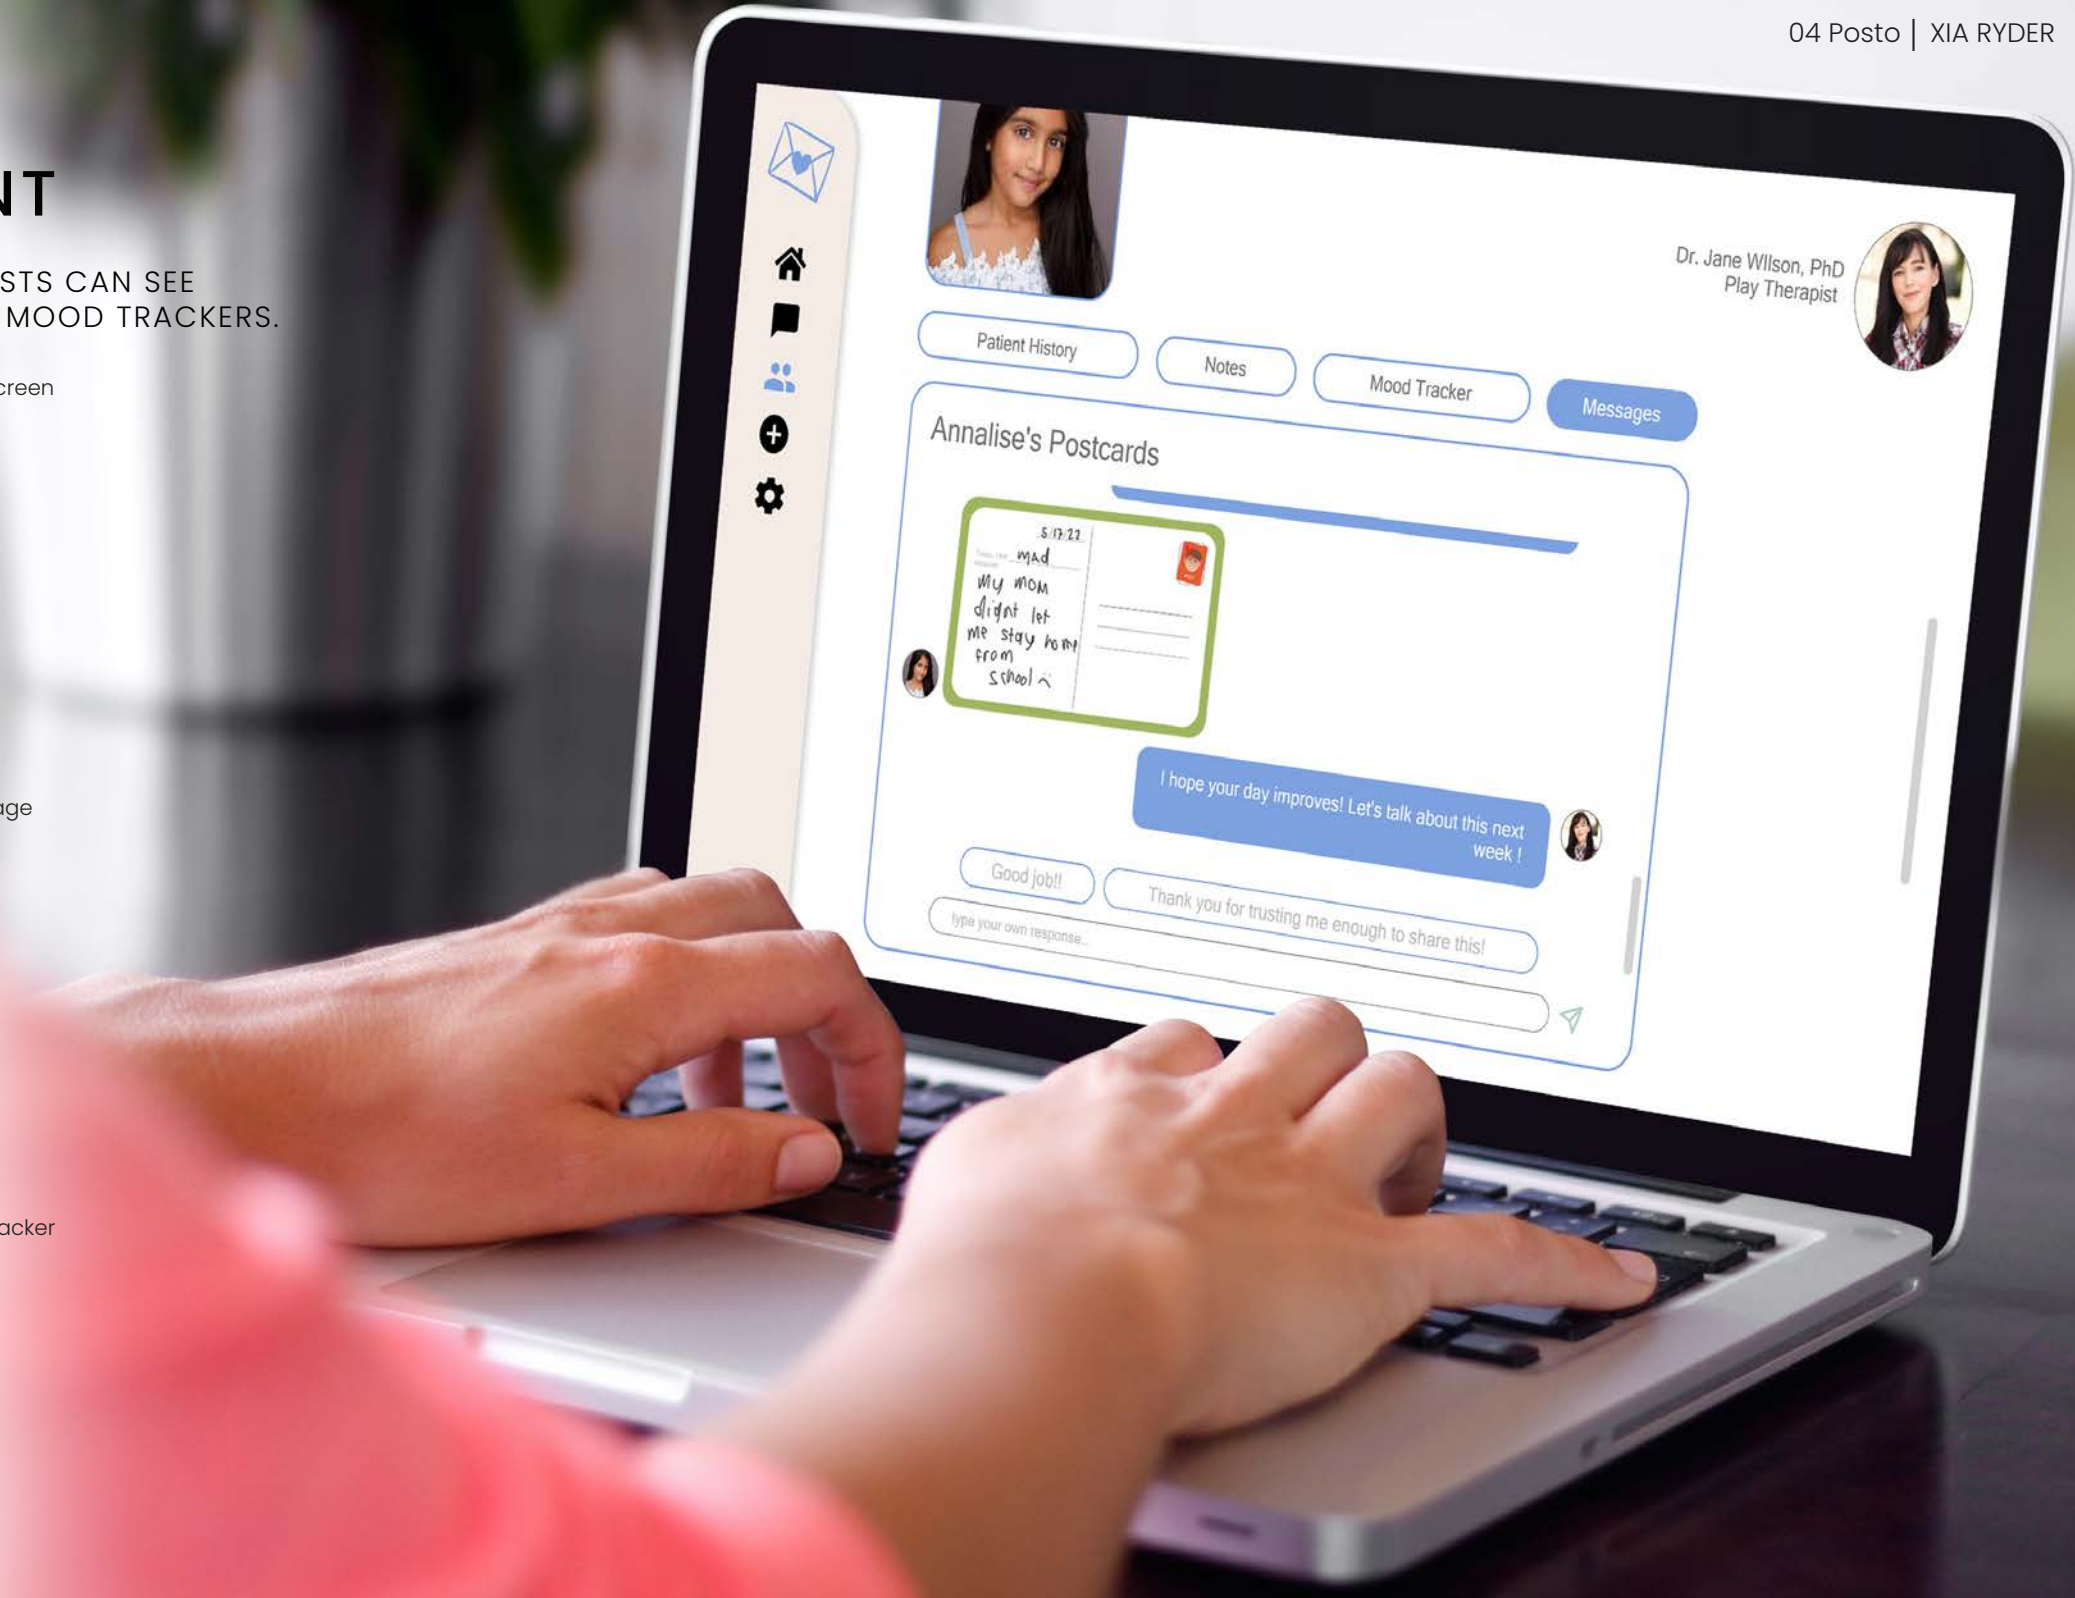 04 Posto | XIA RYDER
NT
STS CAN SEE
MOOD TRACKERS.
creen
age
acker
Dr. Jane WIlson, PhD
Play Therapist
Patient History
Notes
Mood Tracker
Messages
Annalise's Postcards
5/17/22
mad
my mom
didnt let
me stay home
from
school
I hope your day improves! Let's talk about this next
week !
Good job!!
Thank you for trusting me enough to share this!
type your own response...